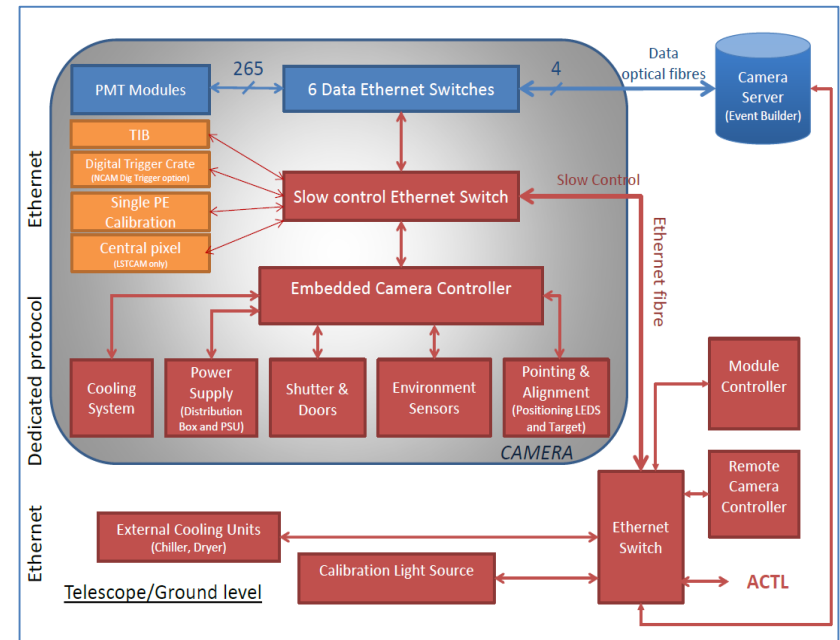 265
4
Data
optical fibres
PMT Modules
6 Data Ethernet Switches
Camera
Server
(Event Builder)
TIB
Digital Trigger Crate
(NCAM Dig Trigger option)
Single PE
Calibration
Central pixel
(LSTCAM only)
Slow control Ethernet Switch
Slow Control
Ethernet fibre
Ethernet
Embedded Camera Controller
Dedicated protocol
Cooling
System
Power
Supply
(Distribution
Box and PSU)
Shutter &
Doors
Environment
Sensors
Pointing &
Alignment
(Positioning LEDS
and Target)
CAMERA
Module
Controller
Remote
Camera
Controller
Ethernet
Switch
ACTL
Ethernet
External Cooling Units
(Chiller, Dryer)
Calibration Light Source
Telescope/Ground level